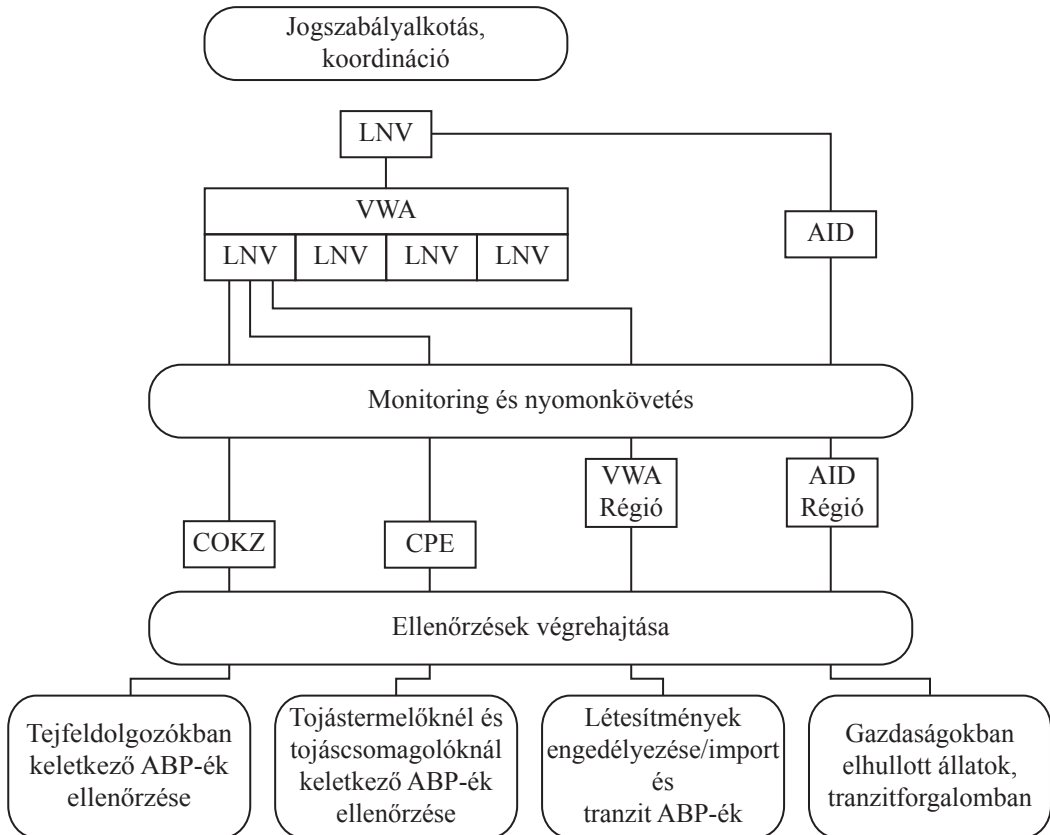 Jogszabályalkotás,
koordináció
LNV
VWA
AID
LNV
LNV
LNV
LNV
Monitoring és nyomonkövetés
VWA
Régió
AID
Régió
COKZ
CPE
Ellenőrzések végrehajtása
Tejfeldolgozókban
keletkező ABP-ék
ellenőrzése
Tojástermelőknél és
tojáscsomagolóknál
keletkező ABP-ék
ellenőrzése
Létesítmények
engedélyezése/import
és
tranzit ABP-ék
Gazdaságokban
elhullott állatok,
tranzitforgalomban